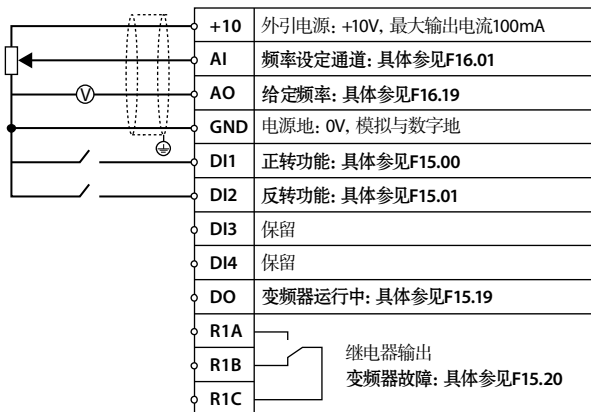 +10 外引电源: +10V, 最大输出电流100mA
AI 频率设定通道: 具体参见F16.01
V AO 给定频率: 具体参见F16.19
GND 电源地: 0V, 模拟与数字地
DI1 正转功能: 具体参见F15.00
DI2 反转功能: 具体参见F15.01
DI3 保留
DI4 保留
DO 变频器运行中: 具体参见F15.19
R1A
R1B
R1C
继电器输出
变频器故障: 具体参见F15.20